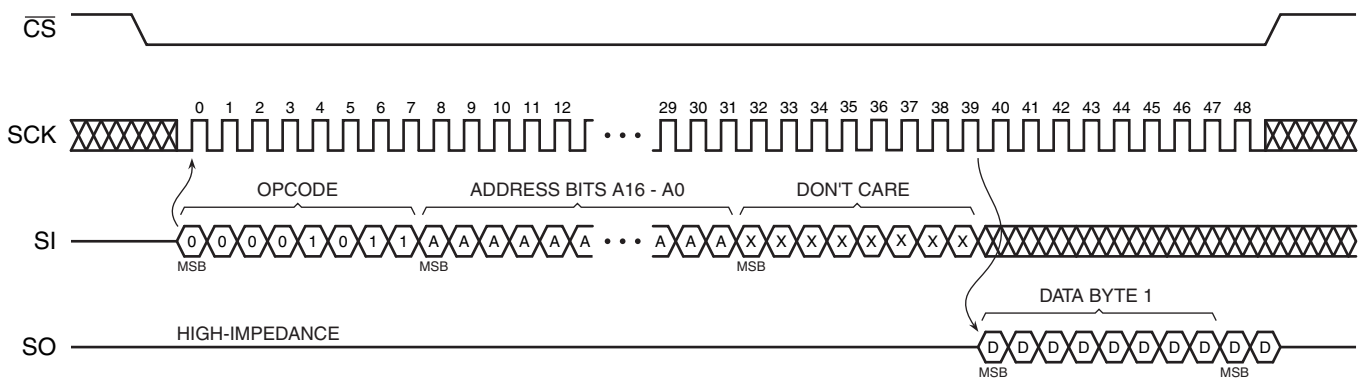 CS
0 1 2 3 4 5 6 7 8 9 10 11 12 29 30 31 32 33 34 35 36 37 38 39 40 41 42 43 44 45 46 47 48
SCK • • •
OPCODE ADDRESS BITS A16 - A0 DON'T CARE
SI 0 0 0 0 1 0 1 1 A A A A A A • • • A A A X X X X X X X X
MSB MSB MSB
DATA BYTE 1
HIGH-IMPEDANCE
SO D D D D D D D D D D
MSB MSB